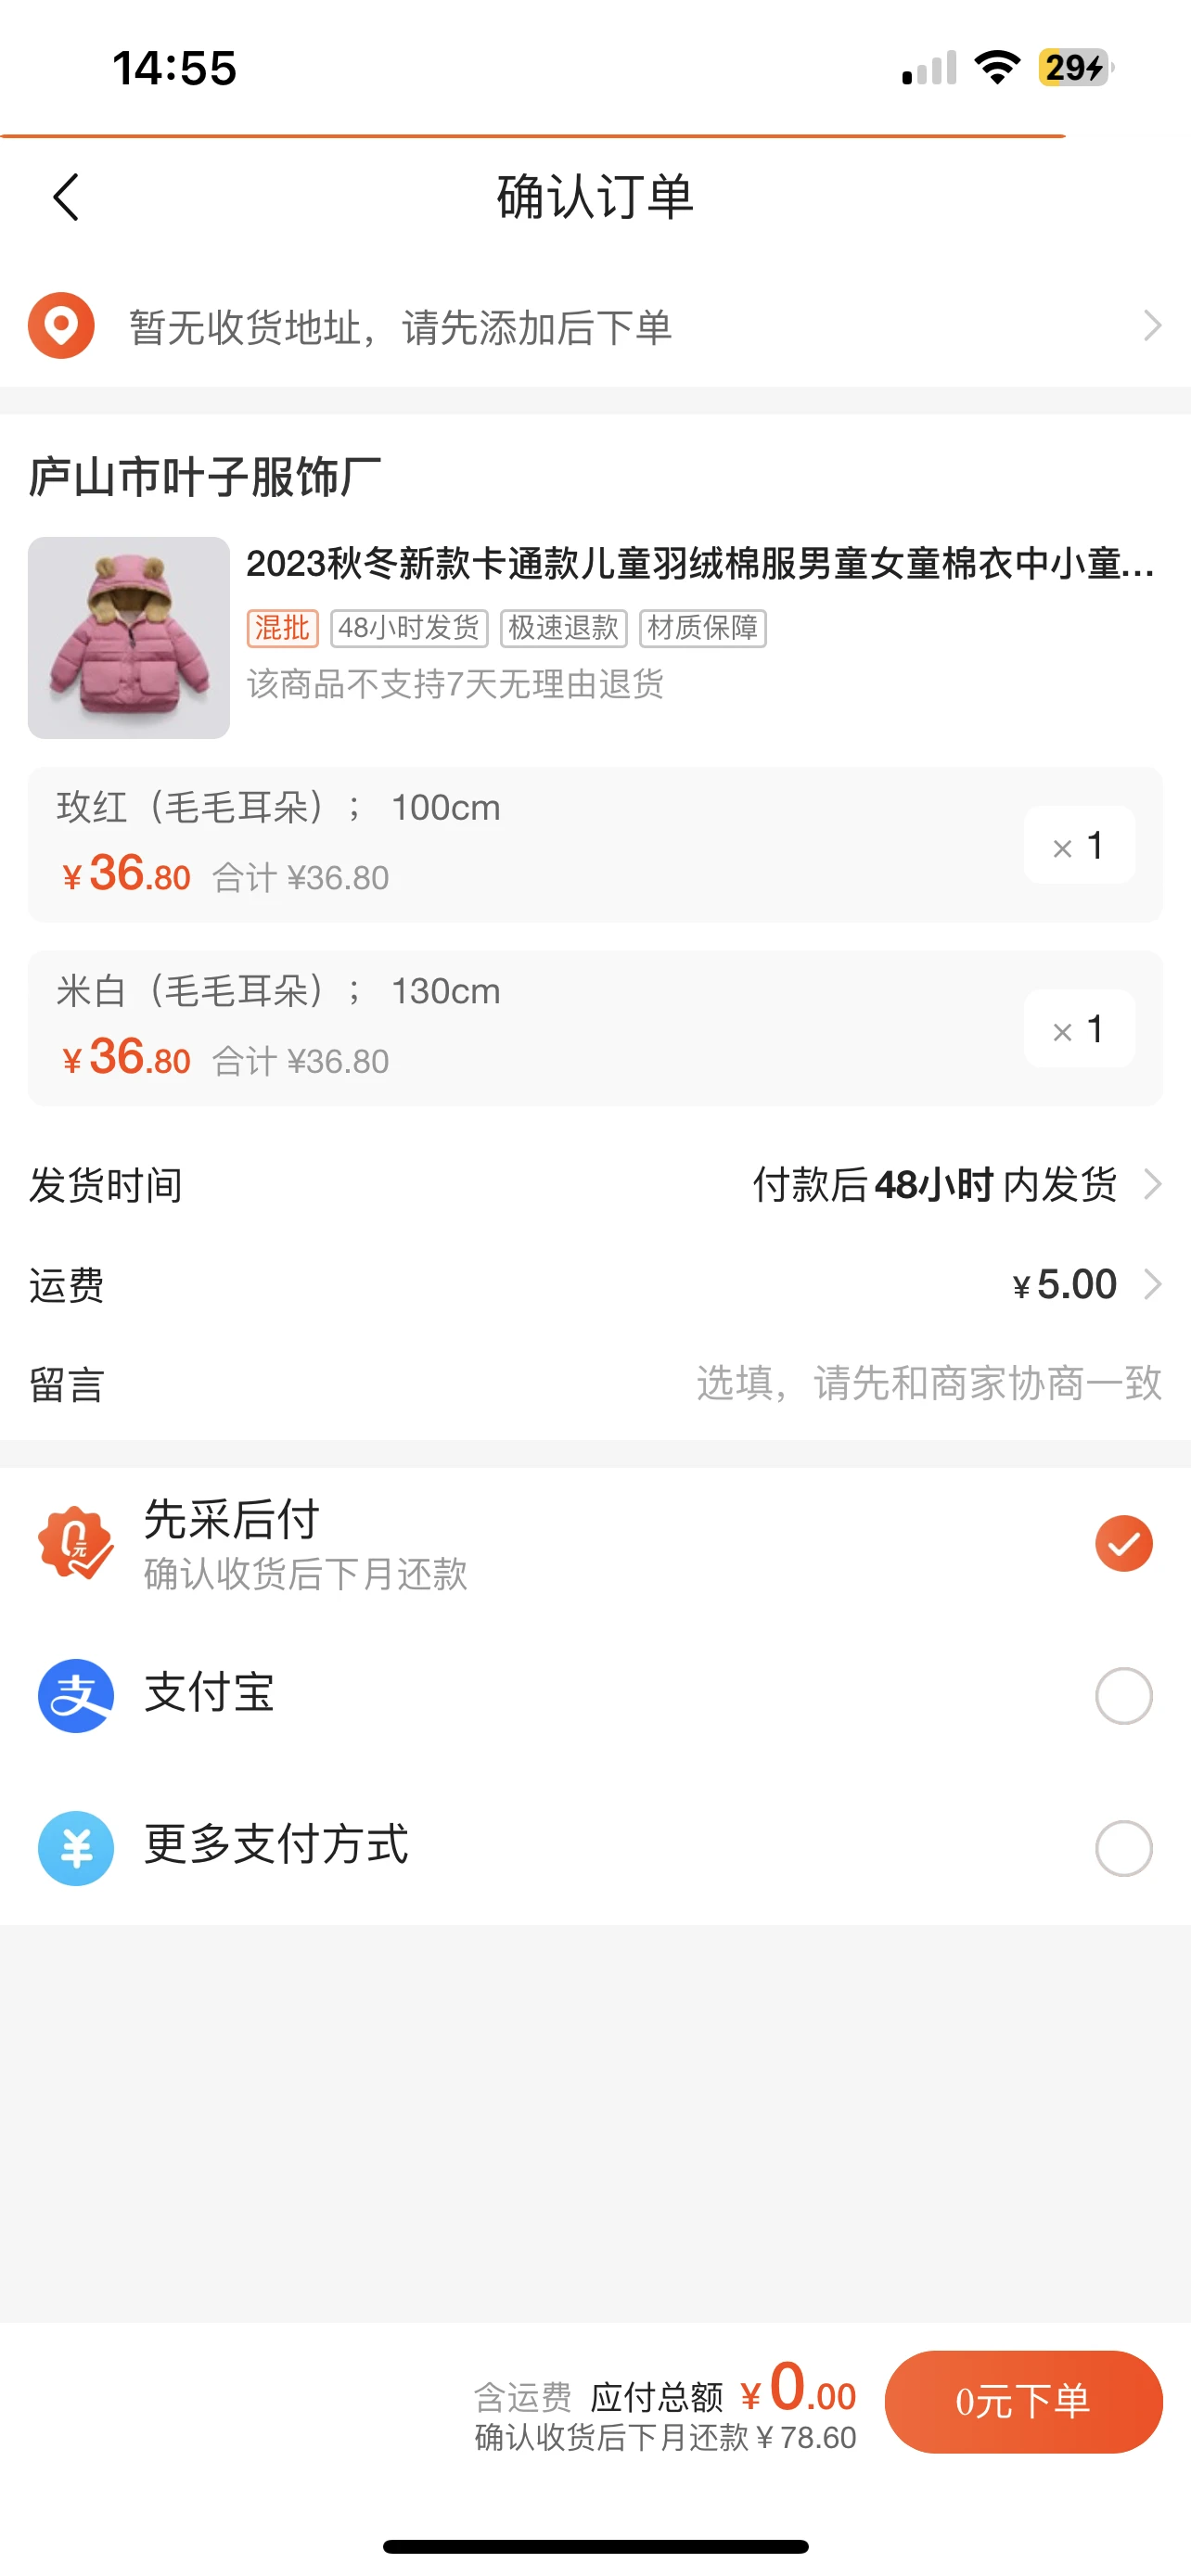 14:55
29
确认订单
暂无收货地址，请先添加后下单
庐山市叶子服饰厂
2023秋冬新款卡通款儿童羽绒棉服男童女童棉衣中小童...
混批 48小时发货 极速退款 材质保障
该商品不支持7天无理由退货
玫红（毛毛耳朵）； 100cm
¥36.80 合计 ¥36.80
× 1
米白（毛毛耳朵）； 130cm
¥36.80 合计 ¥36.80
× 1
发货时间 付款后48小时内发货
运费 ¥5.00
留言 选填，请先和商家协商一致
0元
先采后付
确认收货后下月还款
支 支付宝
¥ 更多支付方式
含运费 应付总额 ¥0.00
确认收货后下月还款¥78.60
0元下单